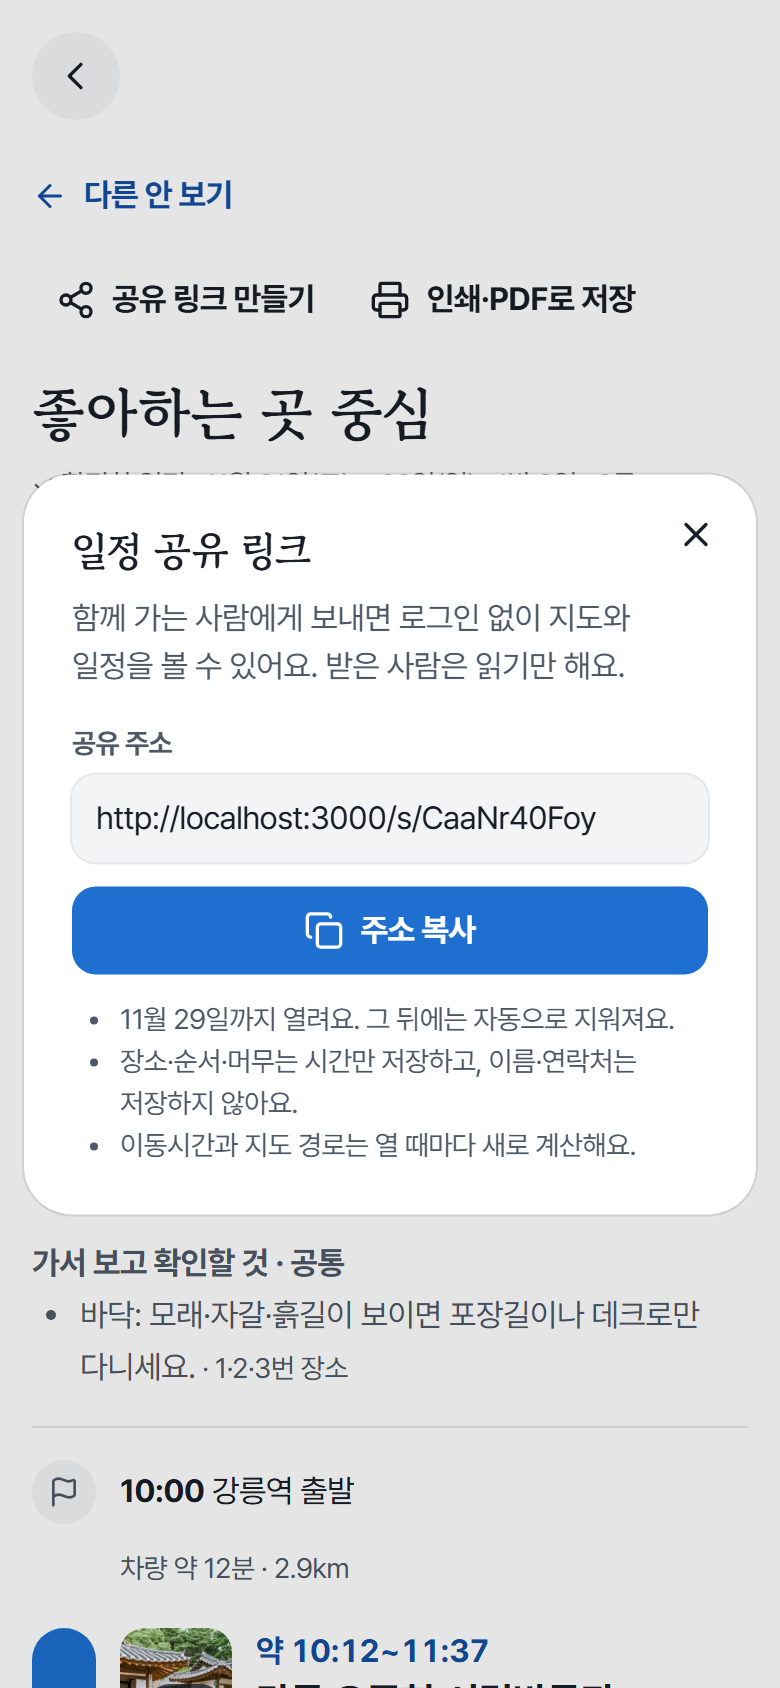 다른 안 보기
공유 링크 만들기
인쇄·PDF로 저장
좋아하는 곳 중심
일정 공유 링크
함께 가는 사람에게 보내면 로그인 없이 지도와
일정을 볼 수 있어요. 받은 사람은 읽기만 해요.
공유 주소
http://localhost:3000/s/CaaNr40Foy
주소 복사
• 11월 29일까지 열려요. 그 뒤에는 자동으로 지워져요.
• 장소·순서·머무는 시간만 저장하고, 이름·연락처는
저장하지 않아요.
• 이동시간과 지도 경로는 열 때마다 새로 계산해요.
가서 보고 확인할 것 · 공통
• 바닥: 모래·자갈·흙길이 보이면 포장길이나 데크로만
다니세요. · 1·2·3번 장소
10:00 강릉역 출발
차량 약 12분 · 2.9km
약 10:12~11:37